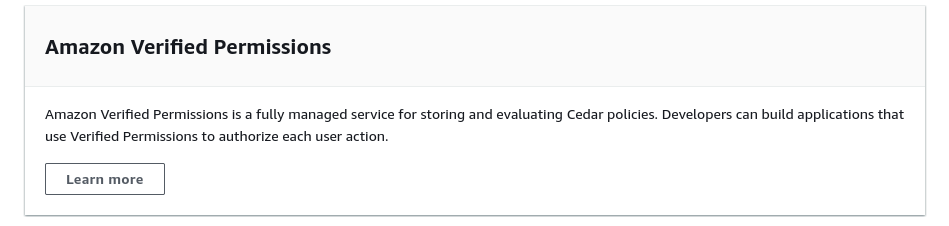 Amazon Verified Permissions
Amazon Verified Permissions is a fully managed service for storing and evaluating Cedar policies. Developers can build applications that
use Verified Permissions to authorize each user action.
Learn more